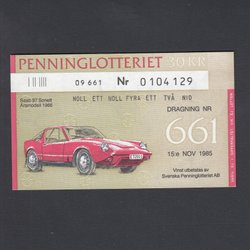 PENNINGLOTTERIET 30 KR
09 661 Nr 0104129
NOLL ETT NOLL FYRA ETT TVÅ NIO
Saab 97 Sonett
Årsmodell 1966
DRAGNING NR
661
15:e NOV 1985
Vinst utbetalas av
Svenska Penninglotteriet AB